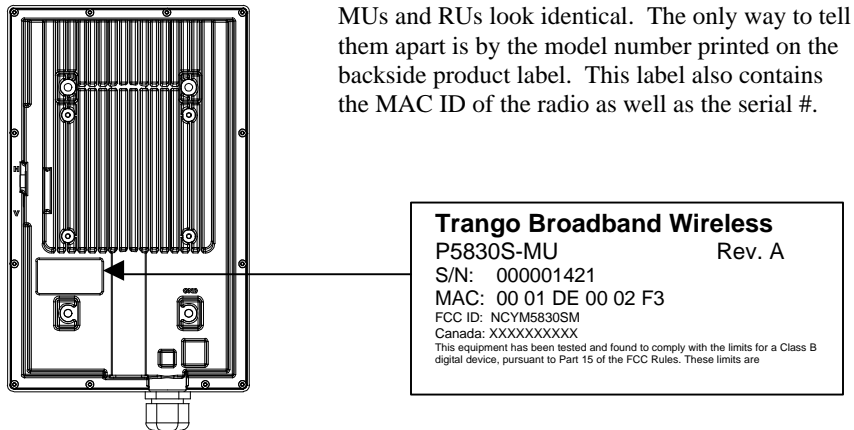 MUs and RUs look identical. The only way to tell
them apart is by the model number printed on the
backside product label. This label also contains
the MAC ID of the radio as well as the serial #.
H
V
GND
Trango Broadband Wireless
P5830S-MU Rev. A
S/N: 000001421
MAC: 00 01 DE 00 02 F3
FCC ID: NCYM5830SM
Canada: XXXXXXXXXX
This equipment has been tested and found to comply with the limits for a Class B
digital device, pursuant to Part 15 of the FCC Rules. These limits are